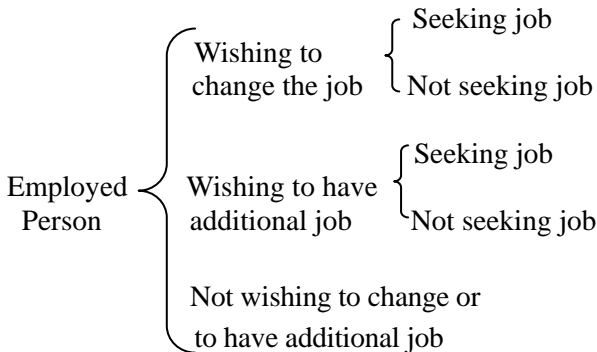 Seeking job
Wishing to
change the job
Not seeking job
Seeking job
Employed
Person
Wishing to have
additional job
Not seeking job
Not wishing to change or
to have additional job